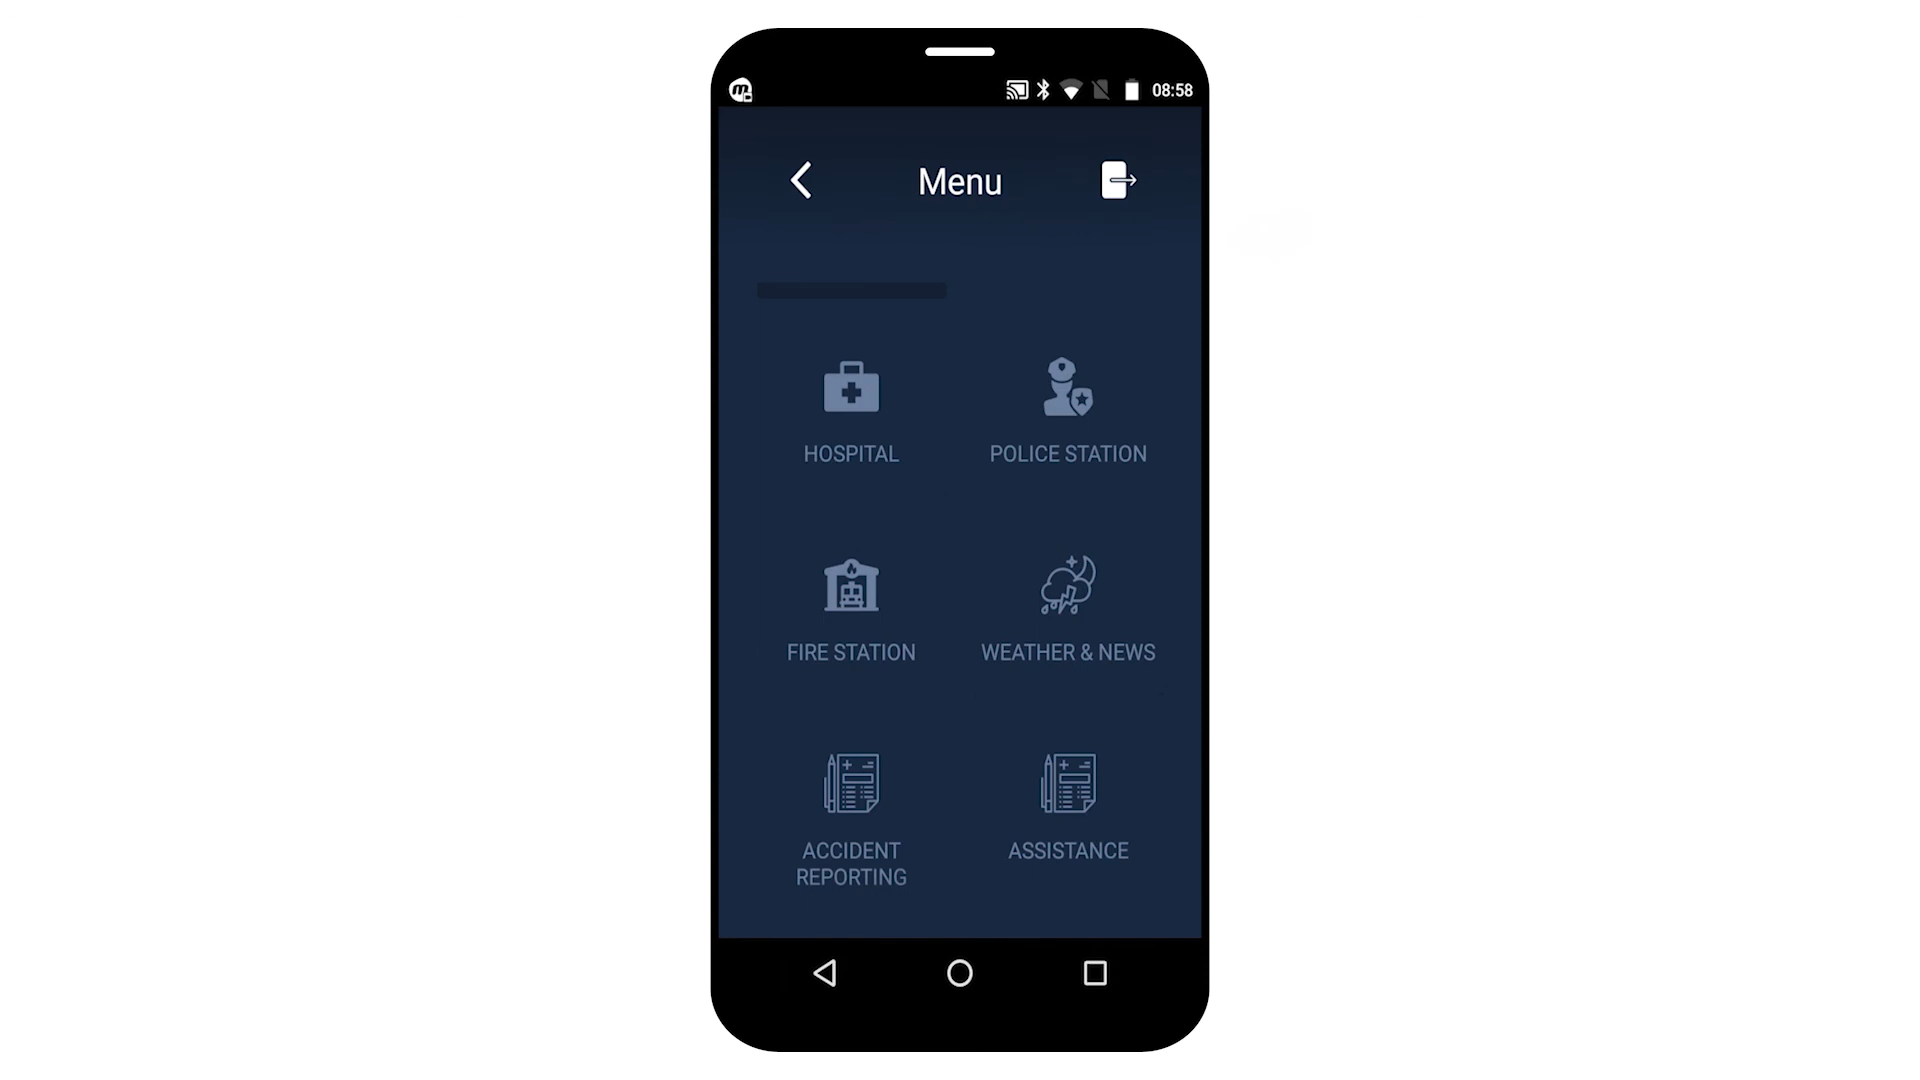 08:58
Menu
HOSPITAL
POLICE STATION
FIRE STATION
WEATHER & NEWS
ACCIDENT
REPORTING
ASSISTANCE